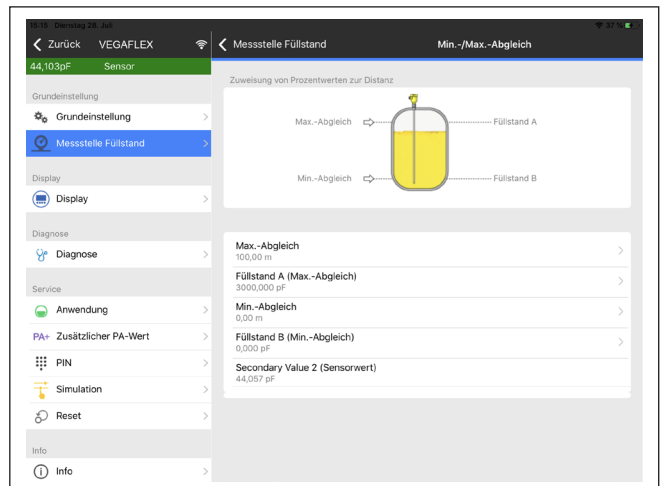 15:15 Dienstag 28. Juli
37 %
Zurück VEGAFLEX
Messstelle Füllstand
Min.-/Max.-Abgleich
44,103pF Sensor
Grundeinstellung
Grundeinstellung
Messstelle Füllstand
Display
Display
Diagnose
Diagnose
Service
Anwendung
PA+ Zusätzlicher PA-Wert
PIN
Simulation
Reset
Info
Info
Zuweisung von Prozentwerten zur Distanz
Max.-Abgleich
Füllstand A
Min.-Abgleich
Füllstand B
Max.-Abgleich
100,00 m
Füllstand A (Max.-Abgleich)
3000,000 pF
Min.-Abgleich
0,00 m
Füllstand B (Min.-Abgleich)
0,000 pF
Secondary Value 2 (Sensorwert)
44,057 pF